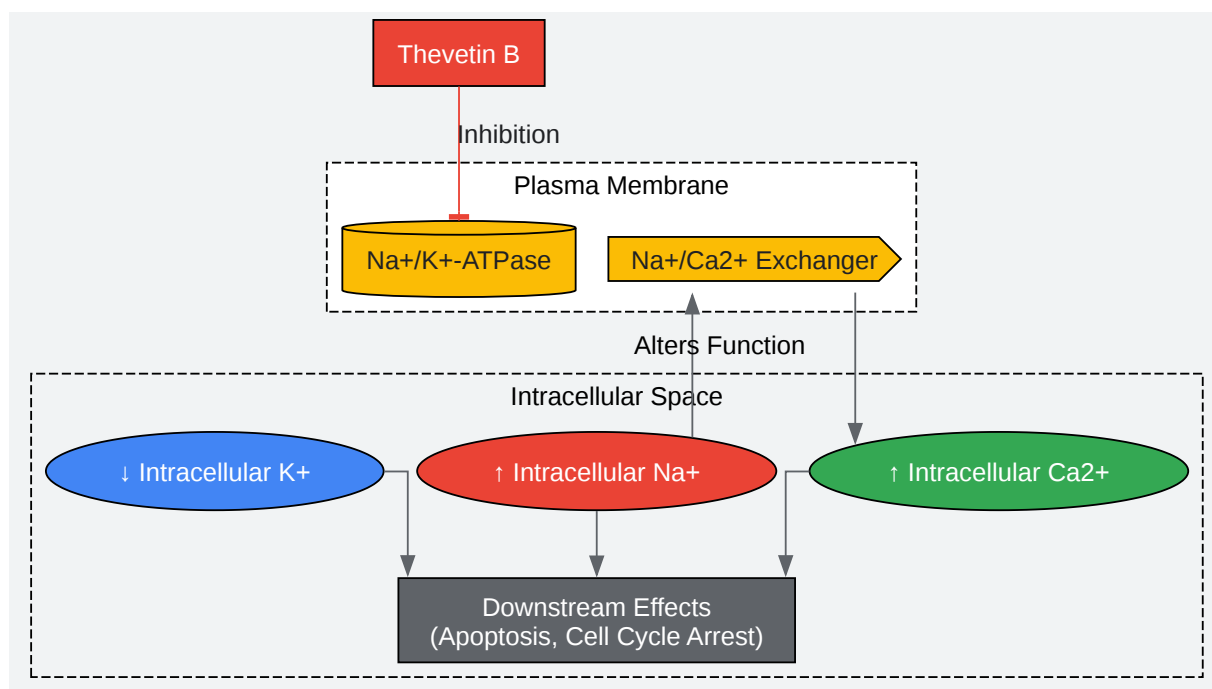 Thevetin B
Inhibition
Plasma Membrane
Na+/K+-ATPase
Na+/Ca2+ Exchanger
Alters Function
Intracellular Space
↓ Intracellular K+
↑ Intracellular Na+
↑ Intracellular Ca2+
Downstream Effects
(Apoptosis, Cell Cycle Arrest)